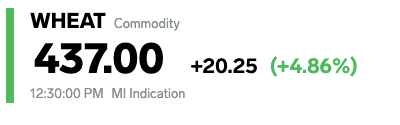 WHEAT Commodity
437.00 +20.25 (+4.86%)
12:30:00 PM MI Indication